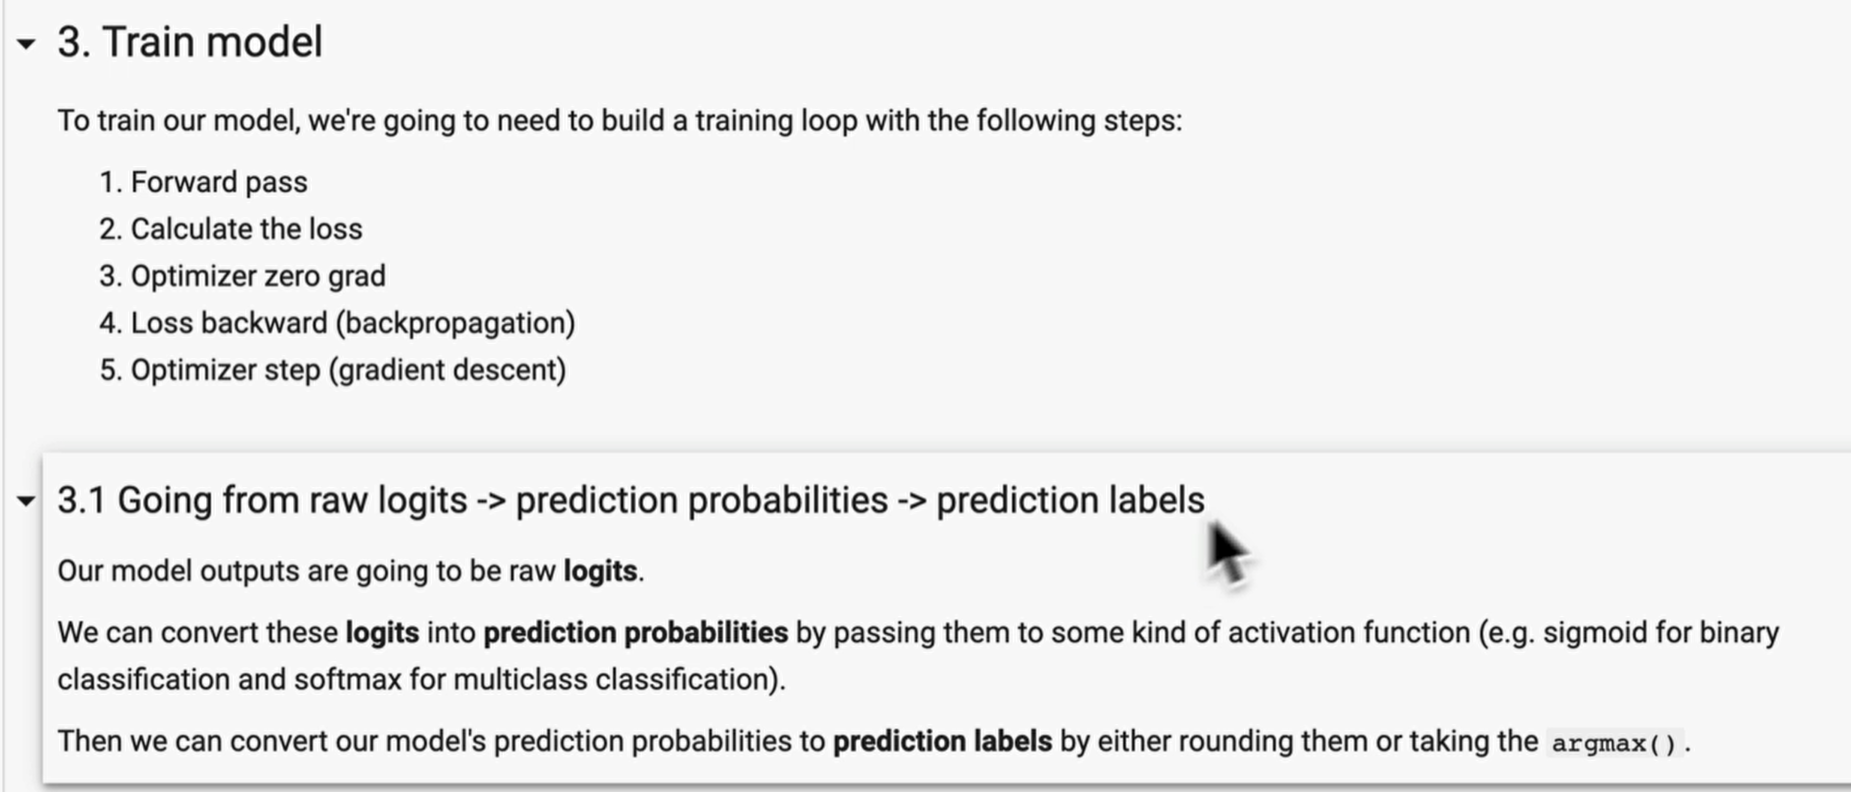 3. Train model
To train our model, we're going to need to build a training loop with the following steps:
1. Forward pass
2. Calculate the loss
3. Optimizer zero grad
4. Loss backward (backpropagation)
5. Optimizer step (gradient descent)
3.1 Going from raw logits -> prediction probabilities -> prediction labels
Our model outputs are going to be raw logits.
We can convert these logits into prediction probabilities by passing them to some kind of activation function (e.g. sigmoid for binary
classification and softmax for multiclass classification).
Then we can convert our model's prediction probabilities to prediction labels by either rounding them or taking the argmax().